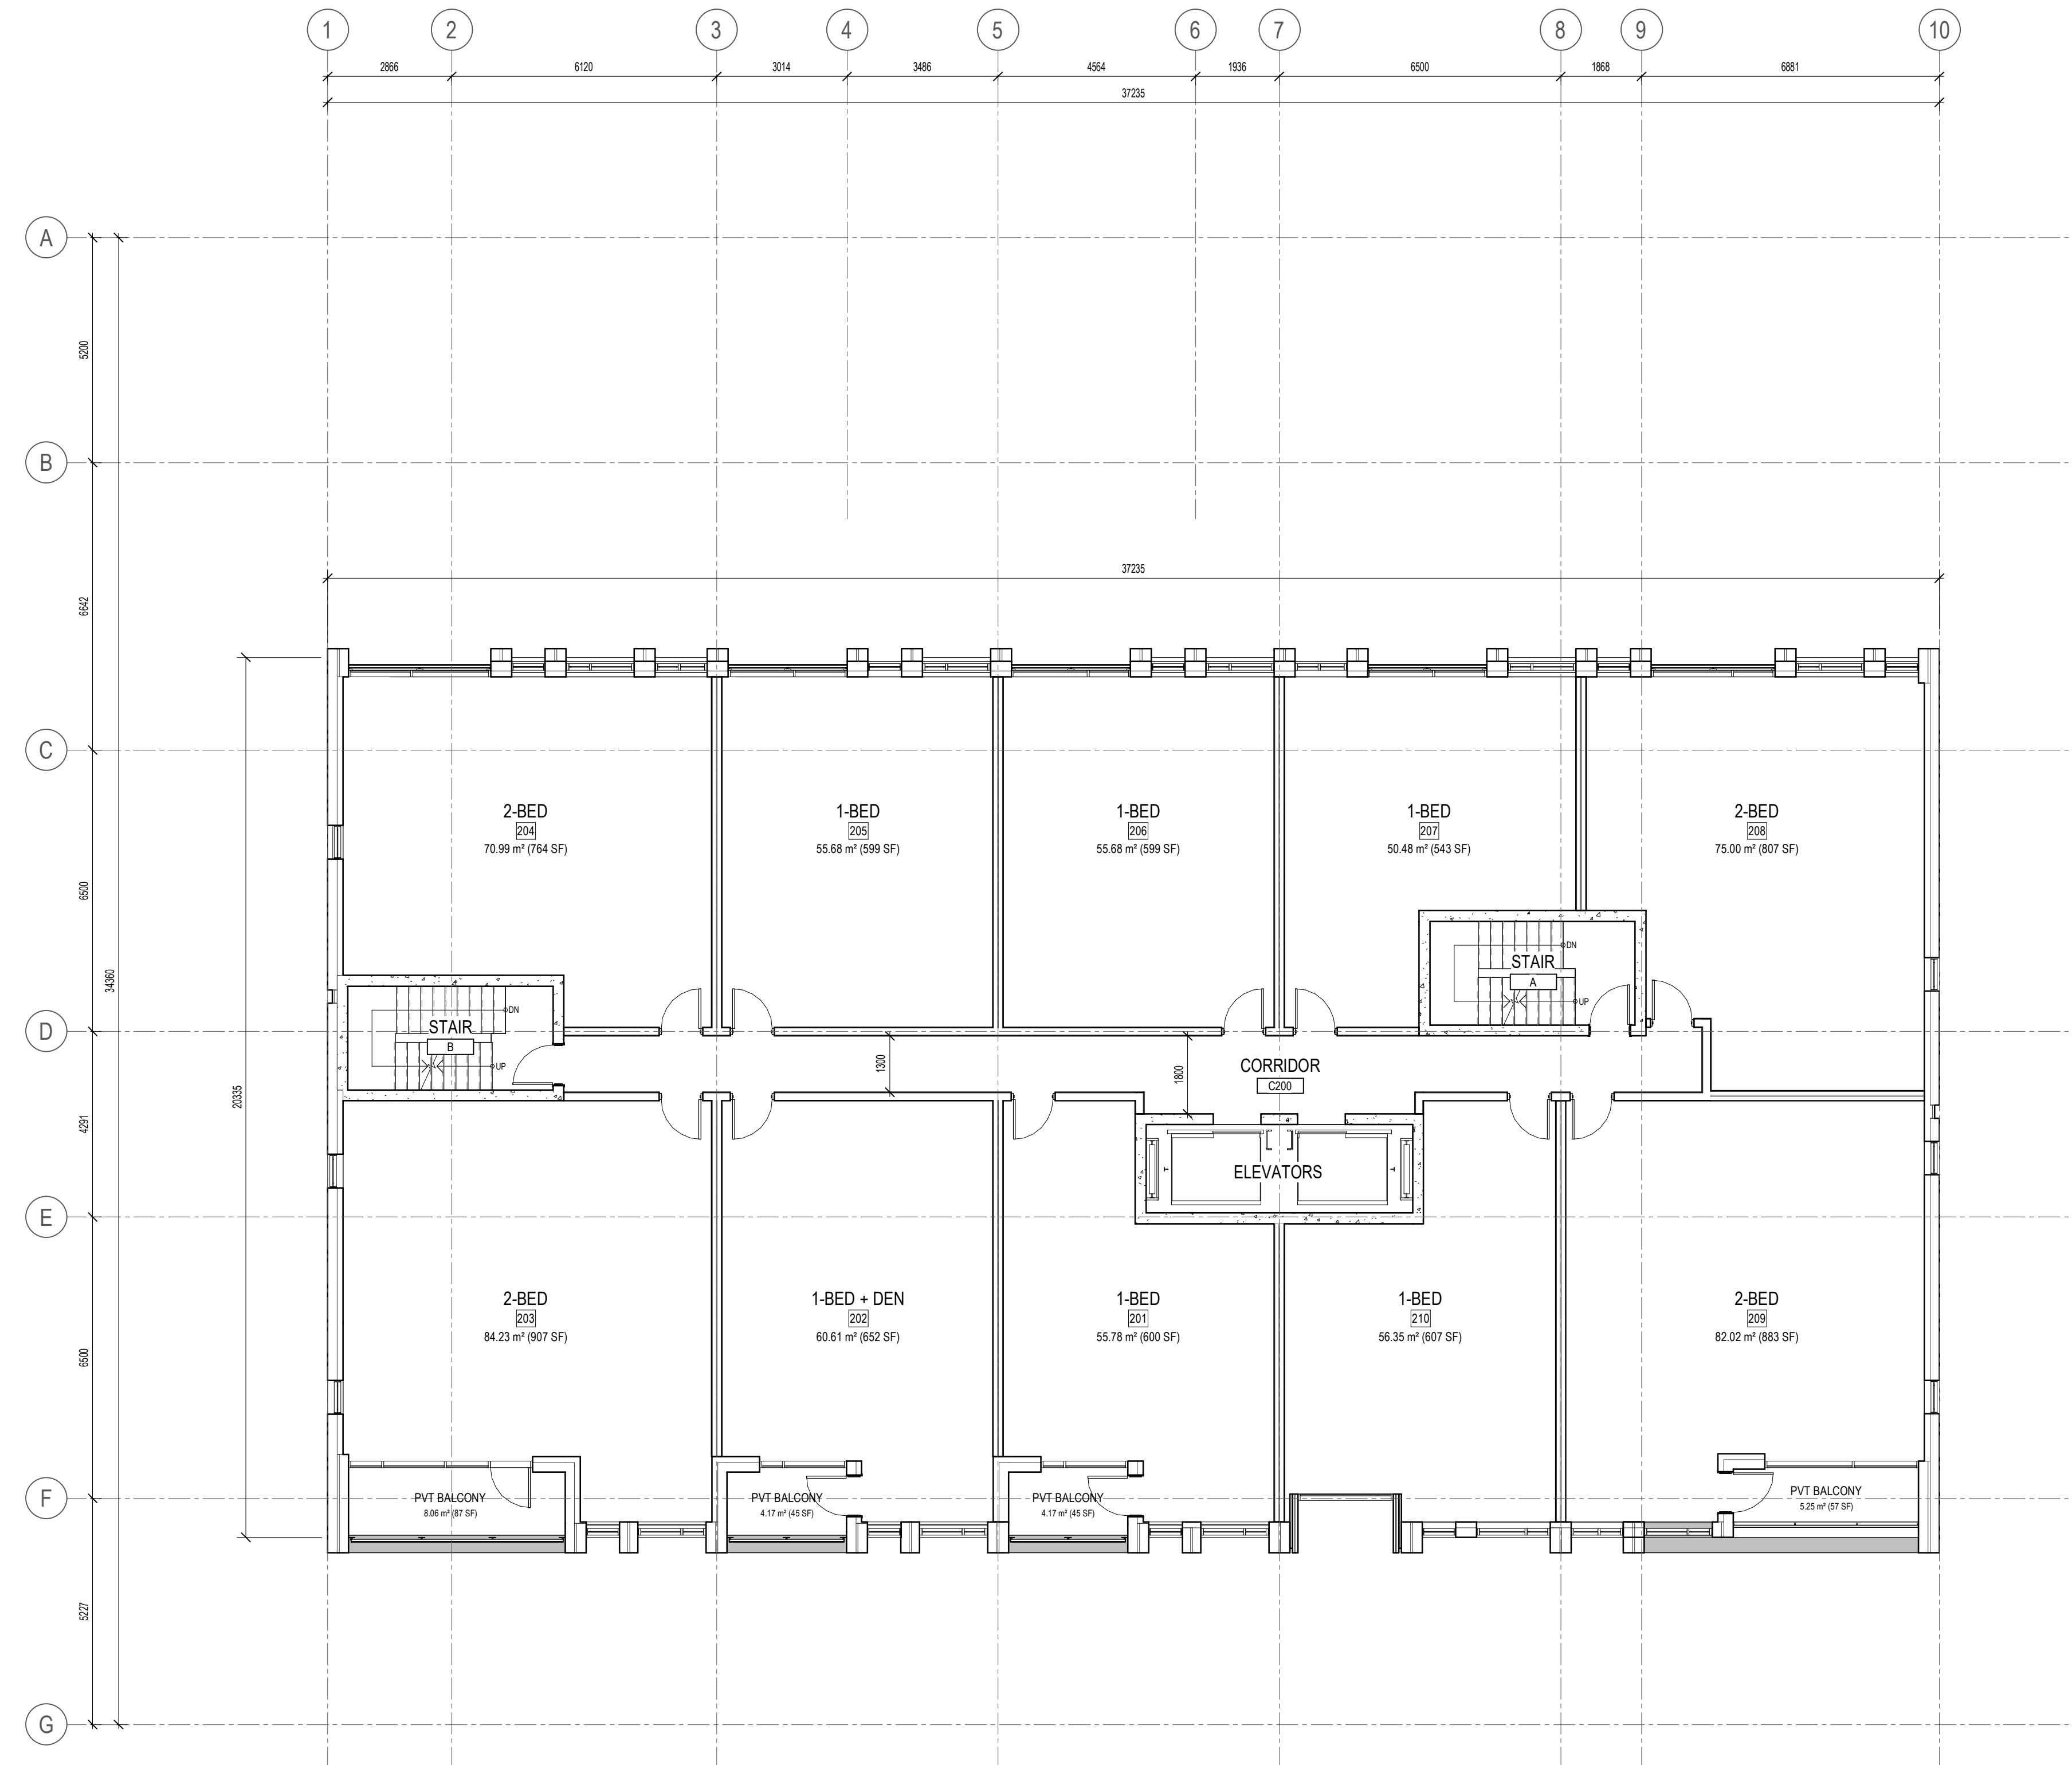 1 2 3 4 5 6 7 8 9 10
2866 6120 3014 3486 4564 1936 6500 1868 6881
37235
A
5200
B
37235
6642
C
2-BED
204
70.99 m² (764 SF)
1-BED
205
55.68 m² (599 SF)
1-BED
206
55.68 m² (599 SF)
1-BED
207
50.48 m² (543 SF)
2-BED
208
75.00 m² (807 SF)
6500
34360
STAIR
A
DN
UP
D
STAIR
B
DN
UP
1300
1800
CORRIDOR
C200
20335
4291
ELEVATORS
E
2-BED
203
84.23 m² (907 SF)
1-BED + DEN
202
60.61 m² (652 SF)
1-BED
201
55.78 m² (600 SF)
1-BED
210
56.35 m² (607 SF)
2-BED
209
82.02 m² (883 SF)
6500
F
PVT BALCONY
8.06 m² (87 SF)
PVT BALCONY
4.17 m² (45 SF)
PVT BALCONY
4.17 m² (45 SF)
PVT BALCONY
5.25 m² (57 SF)
5227
G